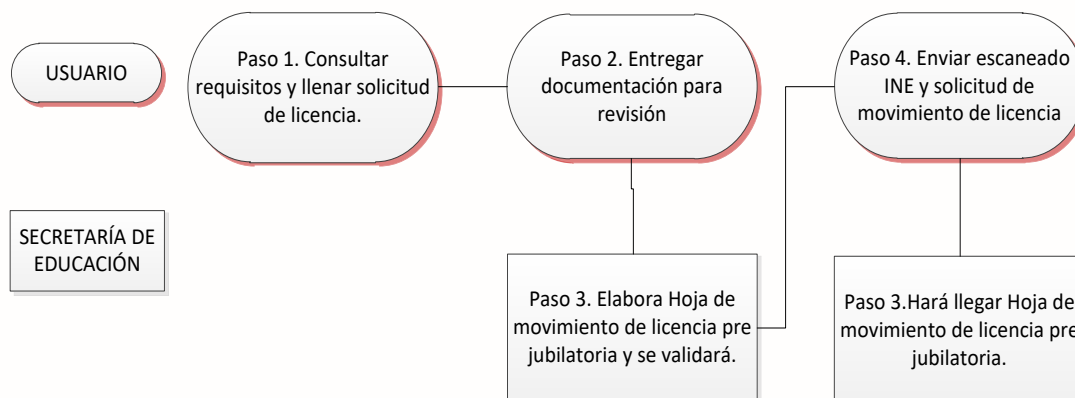 USUARIO
Paso 1. Consultar
requisitos y llenar solicitud
de licencia.
Paso 2. Entregar
documentación para
revisión
Paso 4. Enviar escaneado
INE y solicitud de
movimiento de licencia
SECRETARÍA DE
EDUCACIÓN
Paso 3. Elabora Hoja de
movimiento de licencia pre
jubilatoria y se validará.
Paso 3.Hará llegar Hoja de
movimiento de licencia pre
jubilatoria.